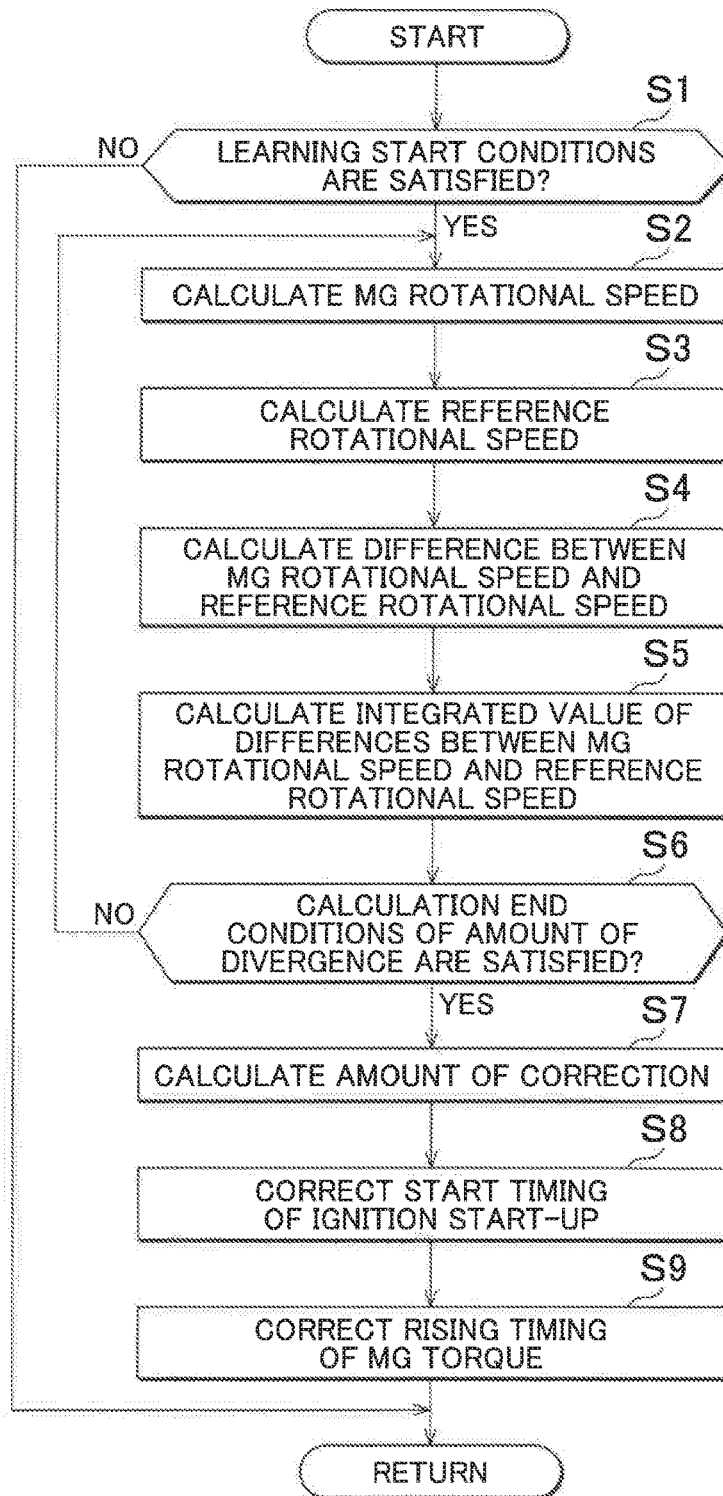 START
S1
NO
LEARNING START CONDITIONS
ARE SATISFIED?
YES
S2
CALCULATE MG ROTATIONAL SPEED
S3
CALCULATE REFERENCE
ROTATIONAL SPEED
S4
CALCULATE DIFFERENCE BETWEEN
MG ROTATIONAL SPEED AND
REFERENCE ROTATIONAL SPEED
S5
CALCULATE INTEGRATED VALUE OF
DIFFERENCES BETWEEN MG
ROTATIONAL SPEED AND REFERENCE
ROTATIONAL SPEED
S6
NO
CALCULATION END
CONDITIONS OF AMOUNT OF
DIVERGENCE ARE SATISFIED?
YES
S7
CALCULATE AMOUNT OF CORRECTION
S8
CORRECT START TIMING
OF IGNITION START-UP
S9
CORRECT RISING TIMING
OF MG TORQUE
RETURN